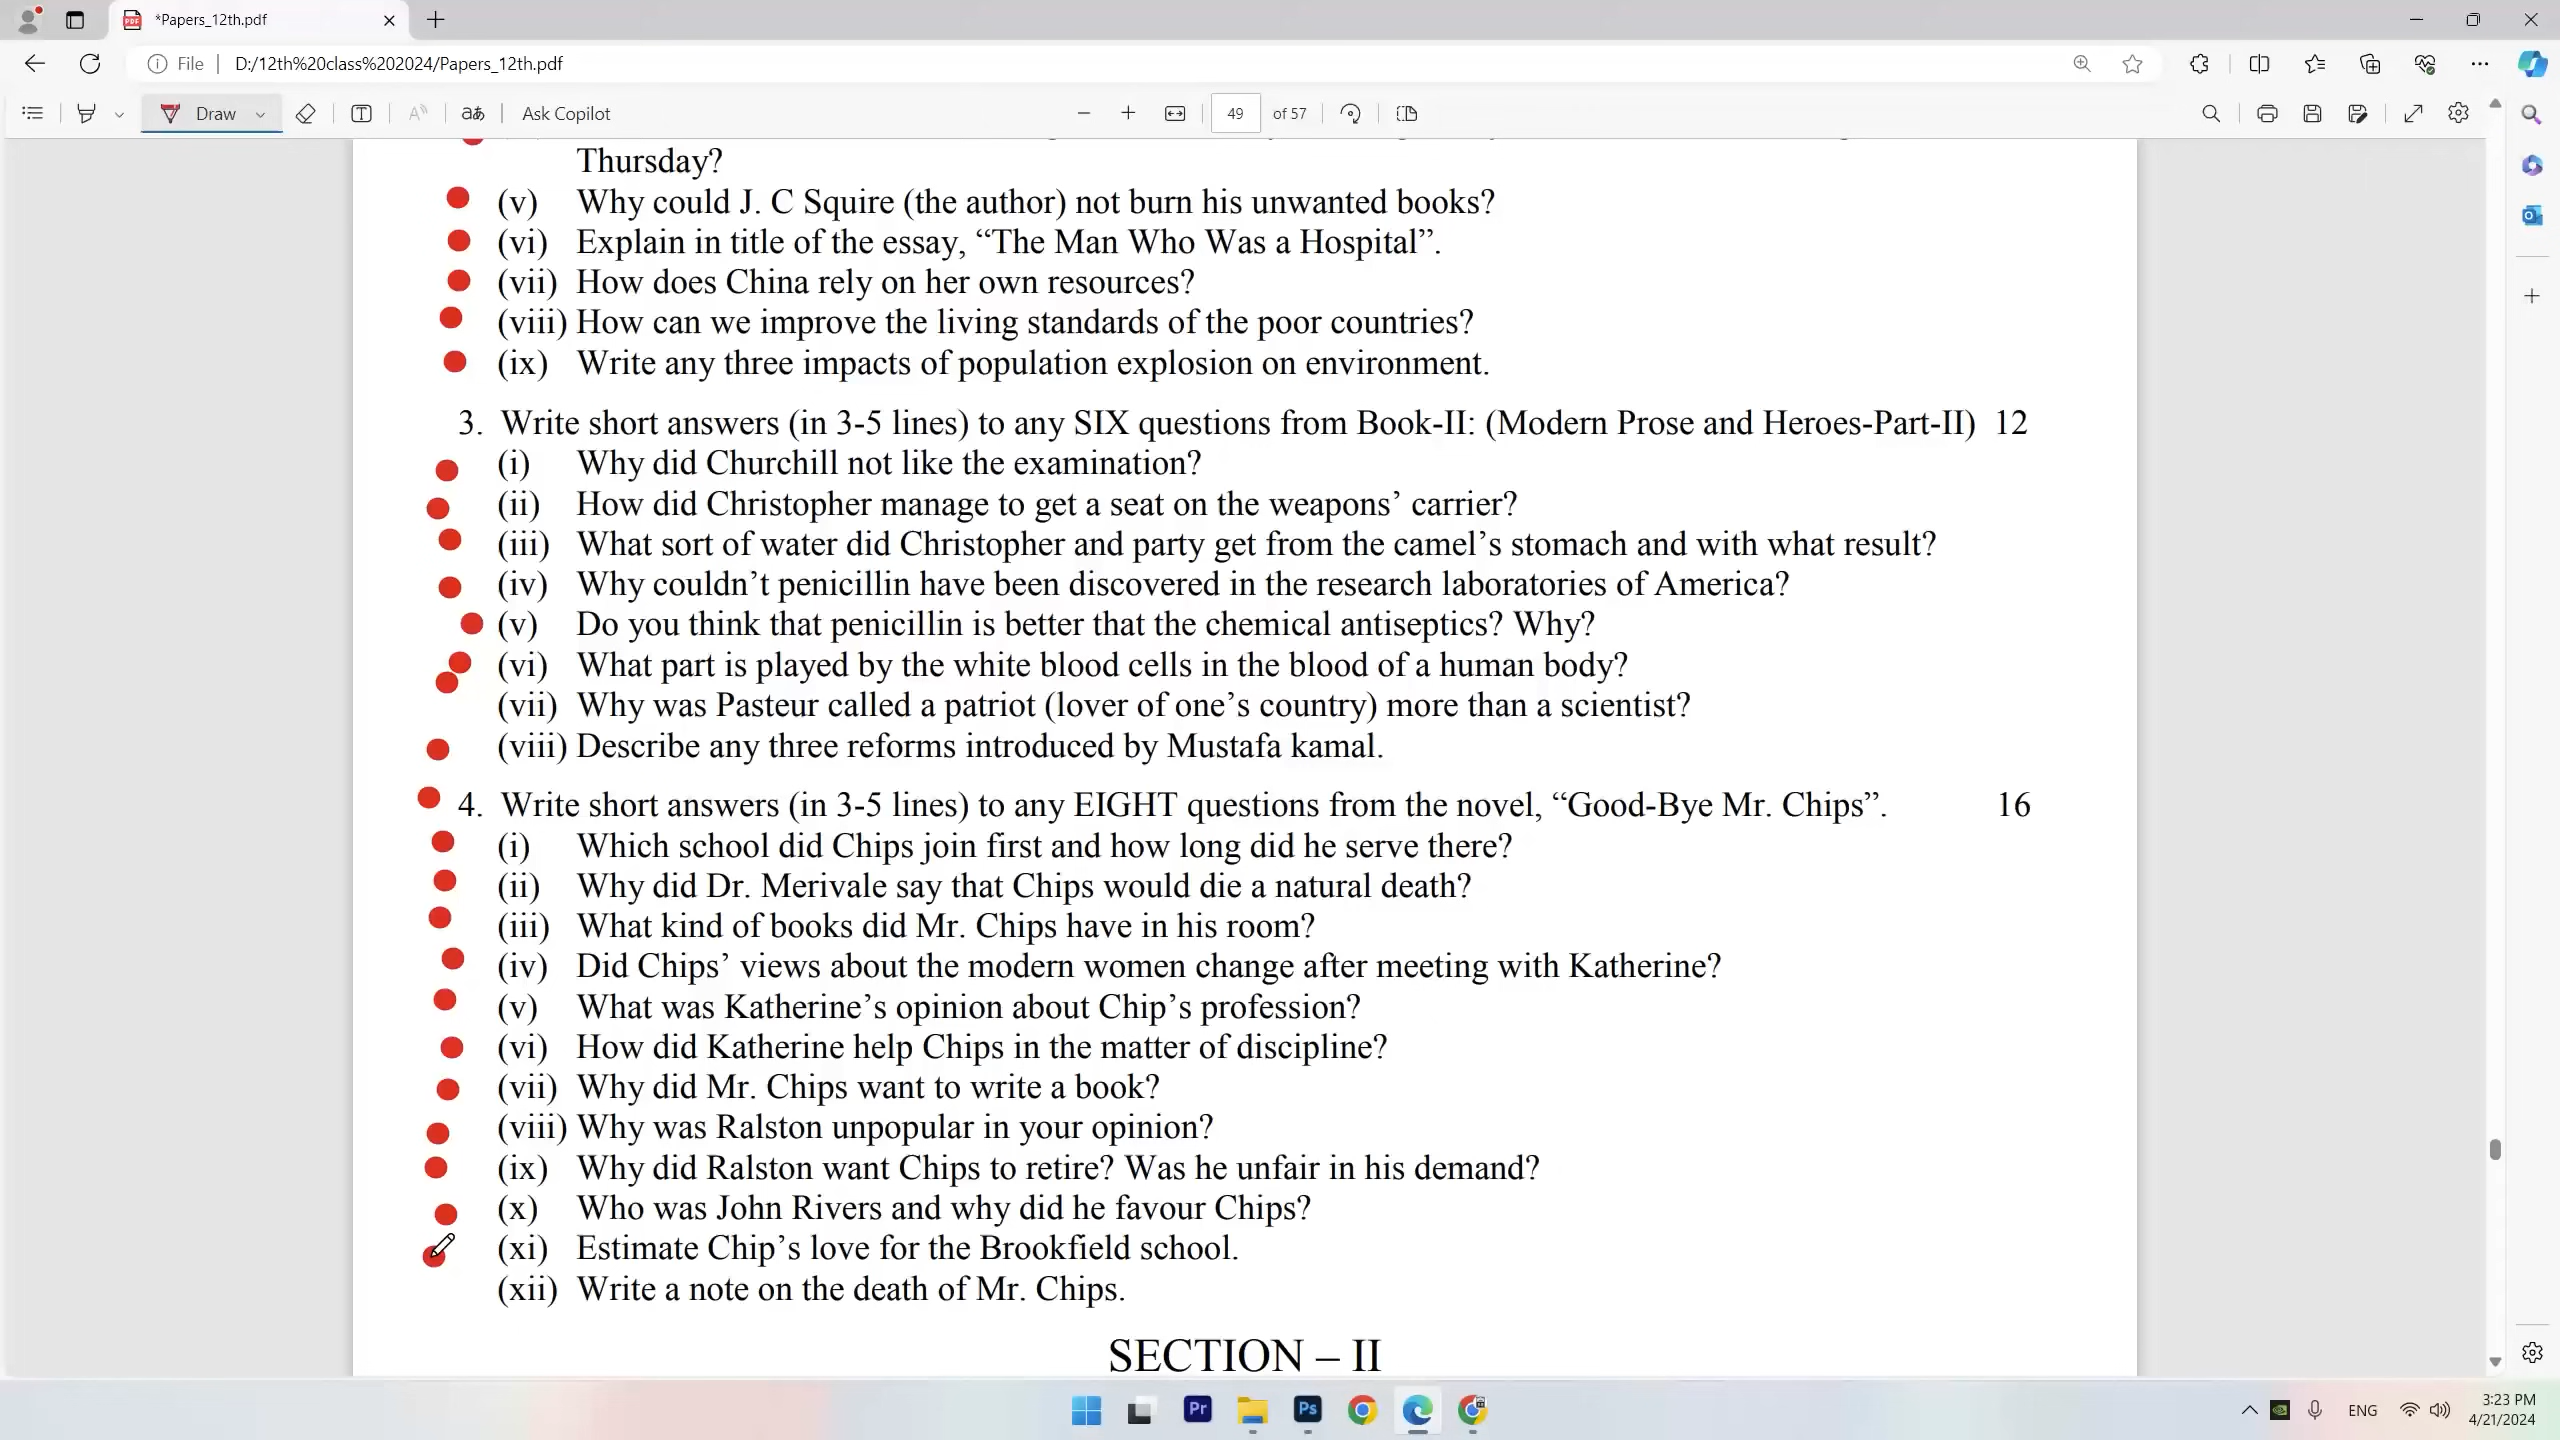 *Papers_12th.pdf
File
D:/12th%20class%202024/Papers_12th.pdf
Draw
Ask Copilot
49 of 57
Thursday?
(v) Why could J. C Squire (the author) not burn his unwanted books?
(vi) Explain in title of the essay, “The Man Who Was a Hospital”.
(vii) How does China rely on her own resources?
(viii) How can we improve the living standards of the poor countries?
(ix) Write any three impacts of population explosion on environment.
3. Write short answers (in 3-5 lines) to any SIX questions from Book-II: (Modern Prose and Heroes-Part-II) 12
(i) Why did Churchill not like the examination?
(ii) How did Christopher manage to get a seat on the weapons’ carrier?
(iii) What sort of water did Christopher and party get from the camel’s stomach and with what result?
(iv) Why couldn’t penicillin have been discovered in the research laboratories of America?
(v) Do you think that penicillin is better that the chemical antiseptics? Why?
(vi) What part is played by the white blood cells in the blood of a human body?
(vii) Why was Pasteur called a patriot (lover of one’s country) more than a scientist?
(viii) Describe any three reforms introduced by Mustafa kamal.
4. Write short answers (in 3-5 lines) to any EIGHT questions from the novel, “Good-Bye Mr. Chips”. 16
(i) Which school did Chips join first and how long did he serve there?
(ii) Why did Dr. Merivale say that Chips would die a natural death?
(iii) What kind of books did Mr. Chips have in his room?
(iv) Did Chips’ views about the modern women change after meeting with Katherine?
(v) What was Katherine’s opinion about Chip’s profession?
(vi) How did Katherine help Chips in the matter of discipline?
(vii) Why did Mr. Chips want to write a book?
(viii) Why was Ralston unpopular in your opinion?
(ix) Why did Ralston want Chips to retire? Was he unfair in his demand?
(x) Who was John Rivers and why did he favour Chips?
(xi) Estimate Chip’s love for the Brookfield school.
(xii) Write a note on the death of Mr. Chips.
SECTION – II
Pr
Ps
ENG
3:23 PM
4/21/2024